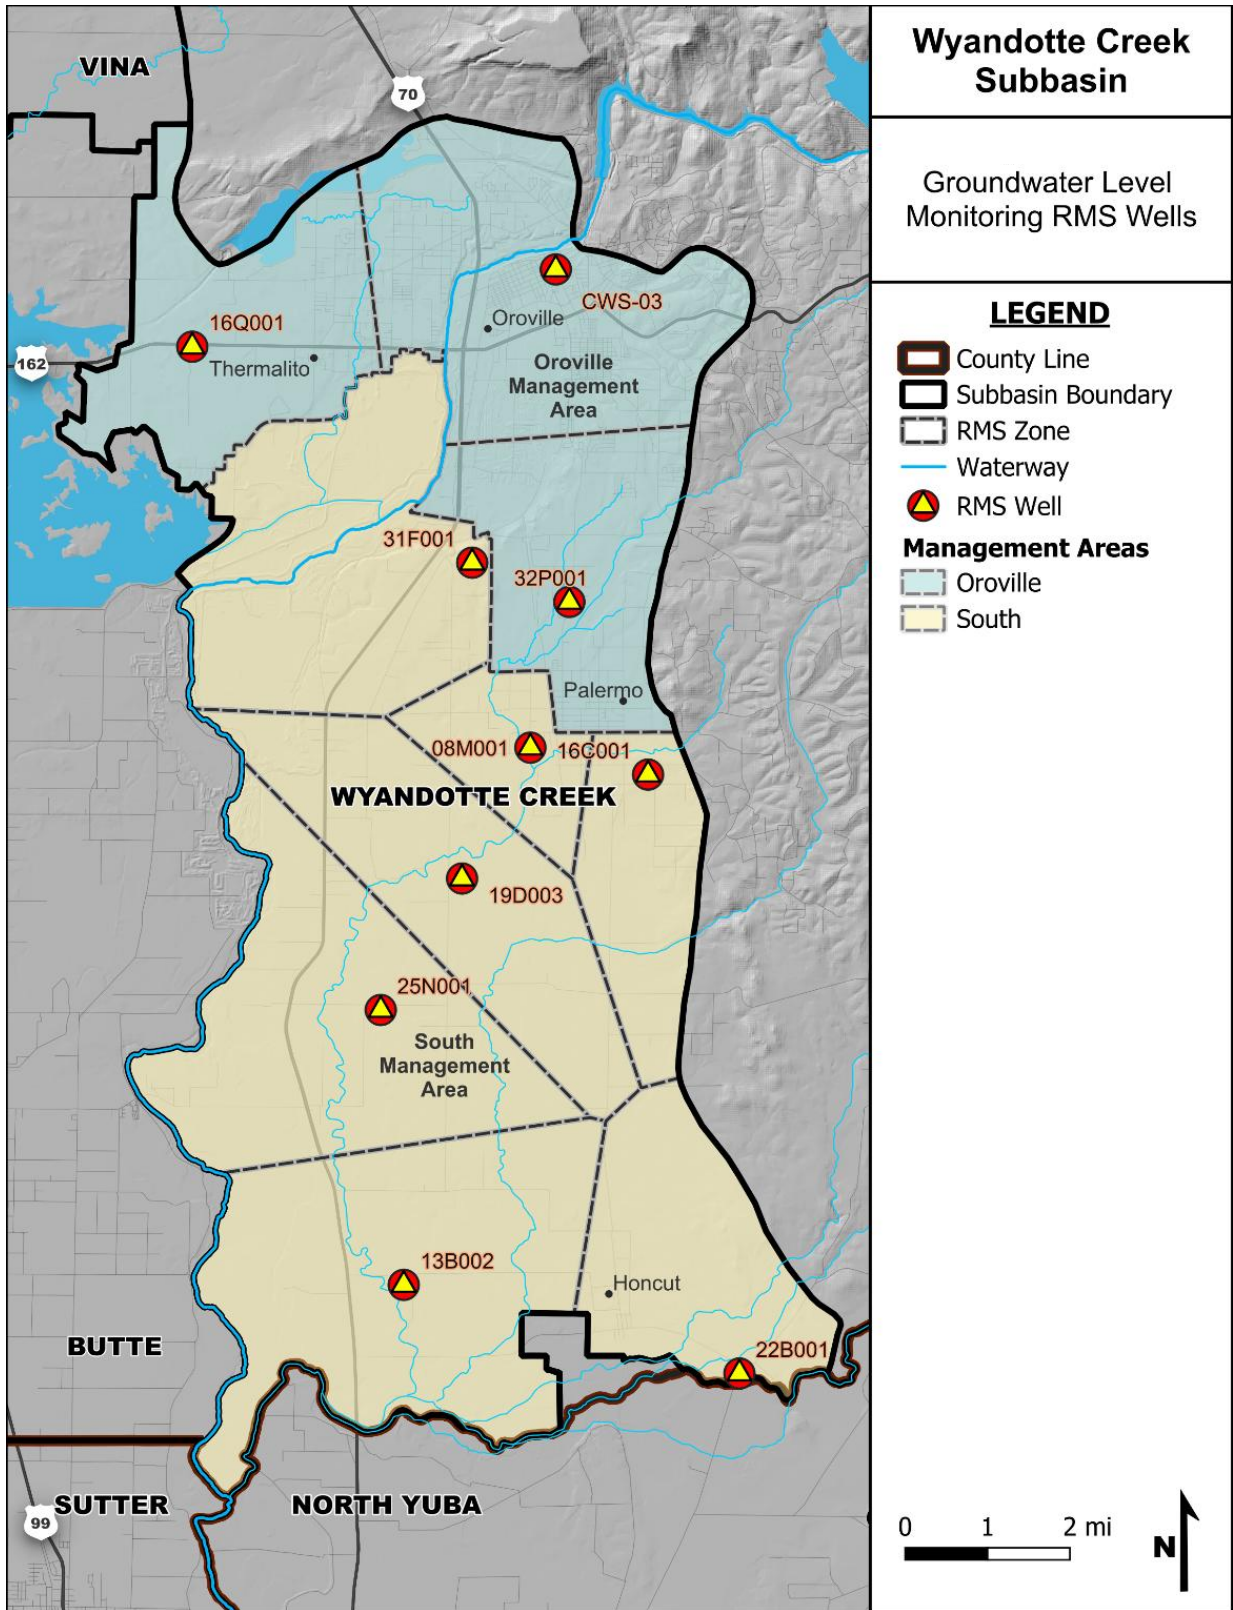 Wyandotte Creek
Subbasin
Groundwater Level
Monitoring RMS Wells
LEGEND
County Line
Subbasin Boundary
RMS Zone
Waterway
RMS Well
Management Areas
Oroville
South
0 1 2 mi
N
VINA
70
CWS-03
16Q001
Oroville
162
Thermalito
Oroville
Management
Area
31F001
32P001
Palermo
08M001
16C001
WYANDOTTE CREEK
19D003
25N001
South
Management
Area
13B002
Honcut
BUTTE
22B001
SUTTER
NORTH YUBA
99